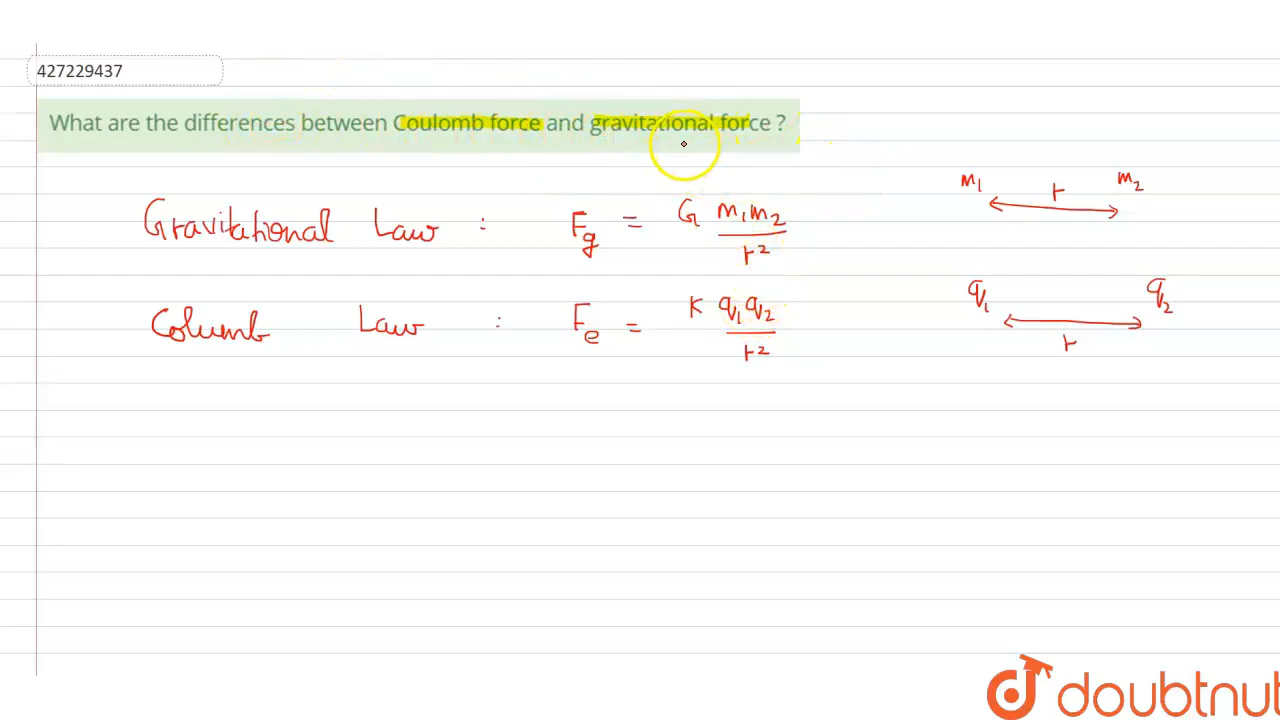 427229437
What are the differences between Coulomb force and gravitational force ?
m1 r m2
Gravitational Law : Fg = G m1m2 / r²
q1 q2
r
Columb Law : Fe = K q1q2 / r²
doubtnut